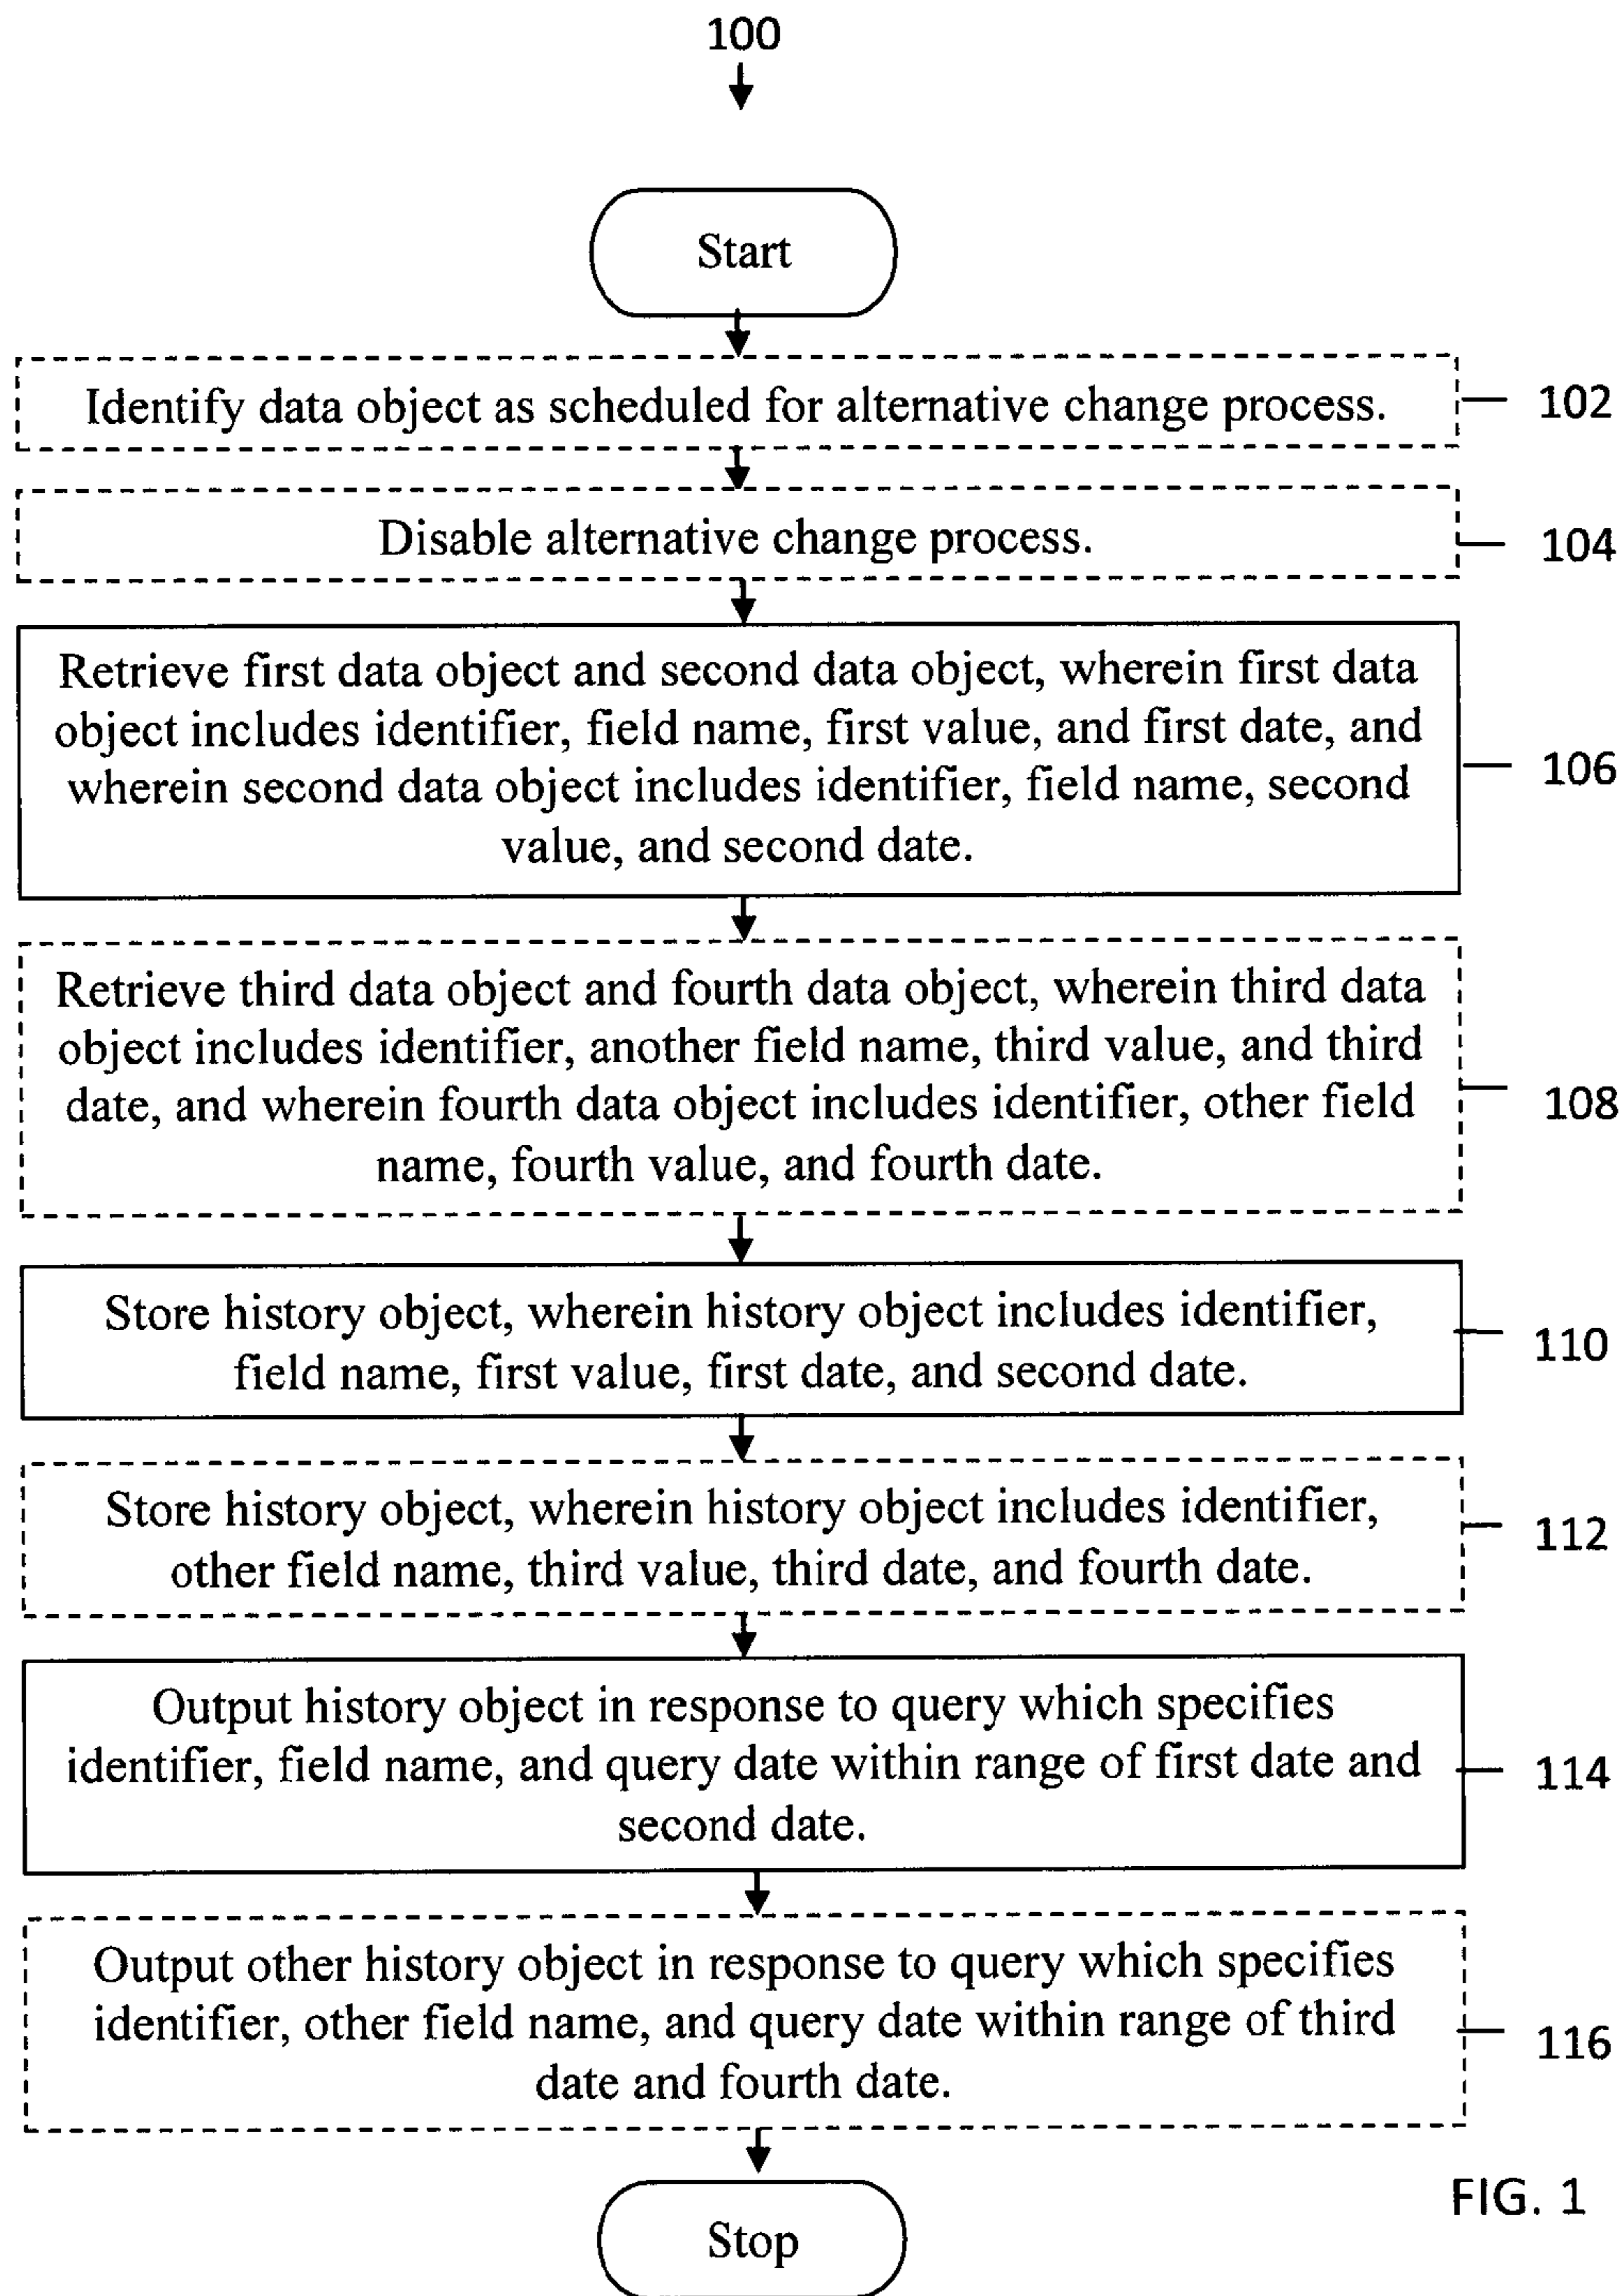 100
Start
Identify data object as scheduled for alternative change process.
102
Disable alternative change process.
104
Retrieve first data object and second data object, wherein first data
object includes identifier, field name, first value, and first date, and
wherein second data object includes identifier, field name, second
value, and second date.
106
Retrieve third data object and fourth data object, wherein third data
object includes identifier, another field name, third value, and third
date, and wherein fourth data object includes identifier, other field
name, fourth value, and fourth date.
108
Store history object, wherein history object includes identifier,
field name, first value, first date, and second date.
110
Store history object, wherein history object includes identifier,
other field name, third value, third date, and fourth date.
112
Output history object in response to query which specifies
identifier, field name, and query date within range of first date and
second date.
114
Output other history object in response to query which specifies
identifier, other field name, and query date within range of third
date and fourth date.
116
Stop
FIG. 1